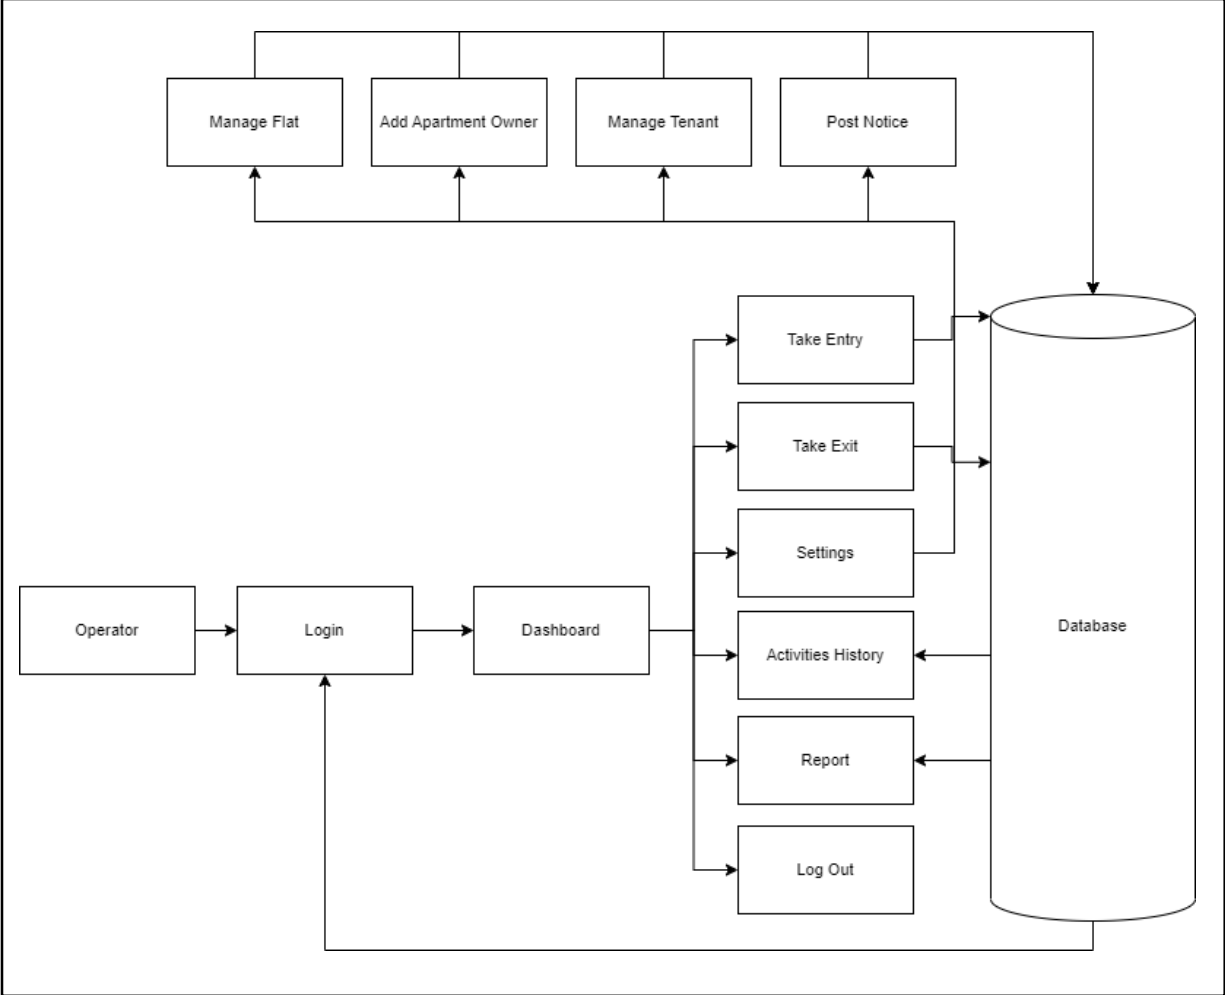 Manage Flat
Add Apartment Owner
Manage Tenant
Post Notice
Take Entry
Take Exit
Settings
Operator
Login
Dashboard
Activities History
Database
Report
Log Out